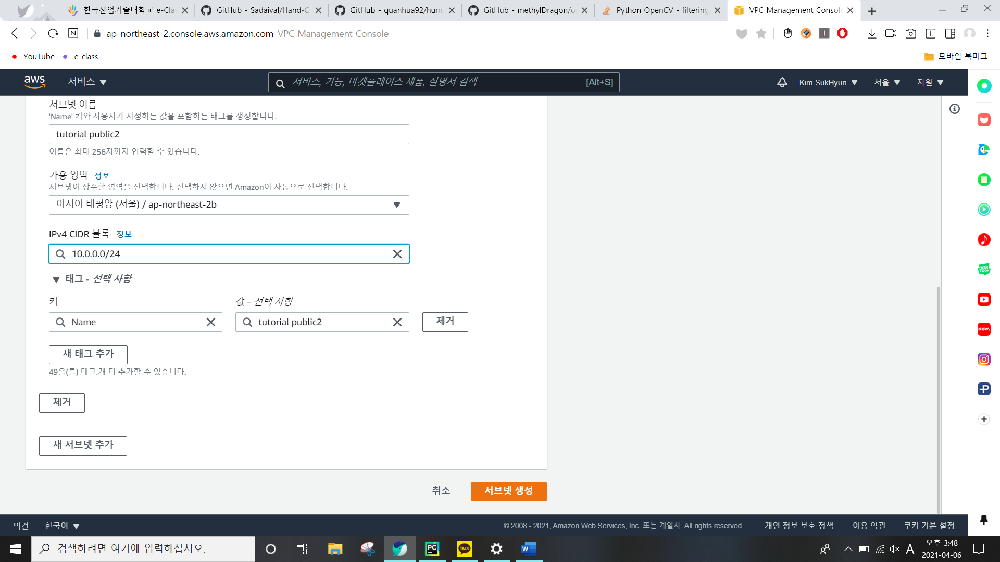 한국산업기술대학교 e-Cla
GitHub - Sadaival/Hand-G
GitHub - quanhua92/hum
GitHub - methylDragon/o
Python OpenCV - filtering
VPC Management Consol
N
ap-northeast-2.console.aws.amazon.com VPC Management Console
YouTube
e-class
모바일 북마크
aws
서비스
서비스, 기능, 마켓플레이스 제품, 설명서 검색
[Alt+S]
Kim SukHyun
서울
지원
서브넷 이름
'Name' 키와 사용자가 지정하는 값을 포함하는 태그를 생성합니다.
tutorial public2
이름은 최대 256자까지 입력할 수 있습니다.
가용 영역 정보
서브넷이 상주할 영역을 선택합니다. 선택하지 않으면 Amazon이 자동으로 선택합니다.
아시아 태평양 (서울) / ap-northeast-2b
IPv4 CIDR 블록 정보
10.0.0.0/24
태그 - 선택 사항
키
값 - 선택 사항
Name
tutorial public2
제거
새 태그 추가
49을(를) 태그.개 더 추가할 수 있습니다.
제거
새 서브넷 추가
취소
서브넷 생성
WEB
TOON
NOW.
의견
한국어
© 2008 - 2021, Amazon Web Services, Inc. 또는 계열사. All rights reserved.
개인 정보 보호 정책
이용 약관
쿠키 기본 설정
검색하려면 여기에 입력하십시오.
PC
TALK
W
A
오후 3:48
2021-04-06